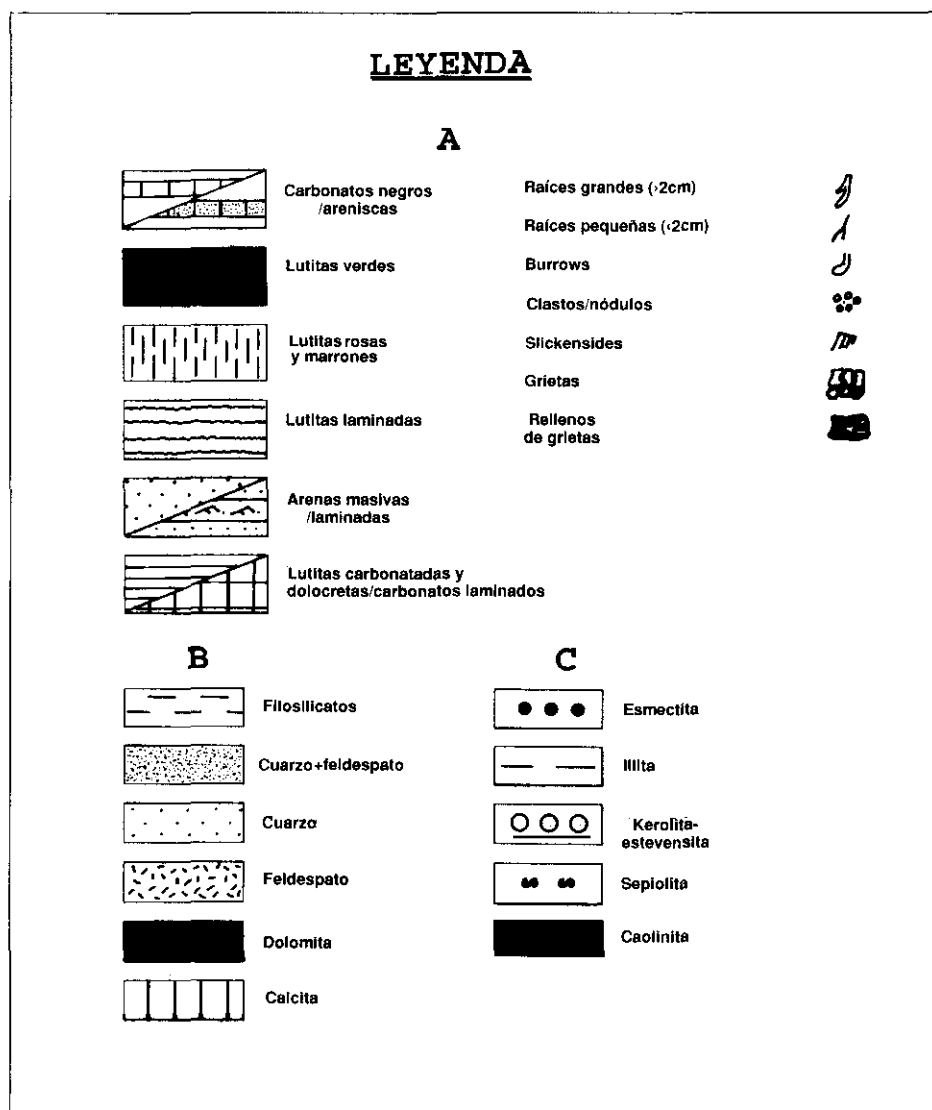 LEYENDA
A
Carbonatos negros
/areniscas
Lutitas verdes
Lutitas rosas
y marrones
Lutitas laminadas
Arenas masivas
/laminadas
Lutitas carbonatadas y
dolocretas/carbonatos laminados
Raíces grandes (›2cm)
Raíces pequeñas (‹2cm)
Burrows
Clastos/nódulos
Slickensides
Grietas
Rellenos
de grietas
B
Filosilicatos
Cuarzo+feldespato
Cuarzo
Feldespato
Dolomita
Calcita
C
Esmectita
Illita
Kerolita-
estevensita
Sepiolita
Caolinita